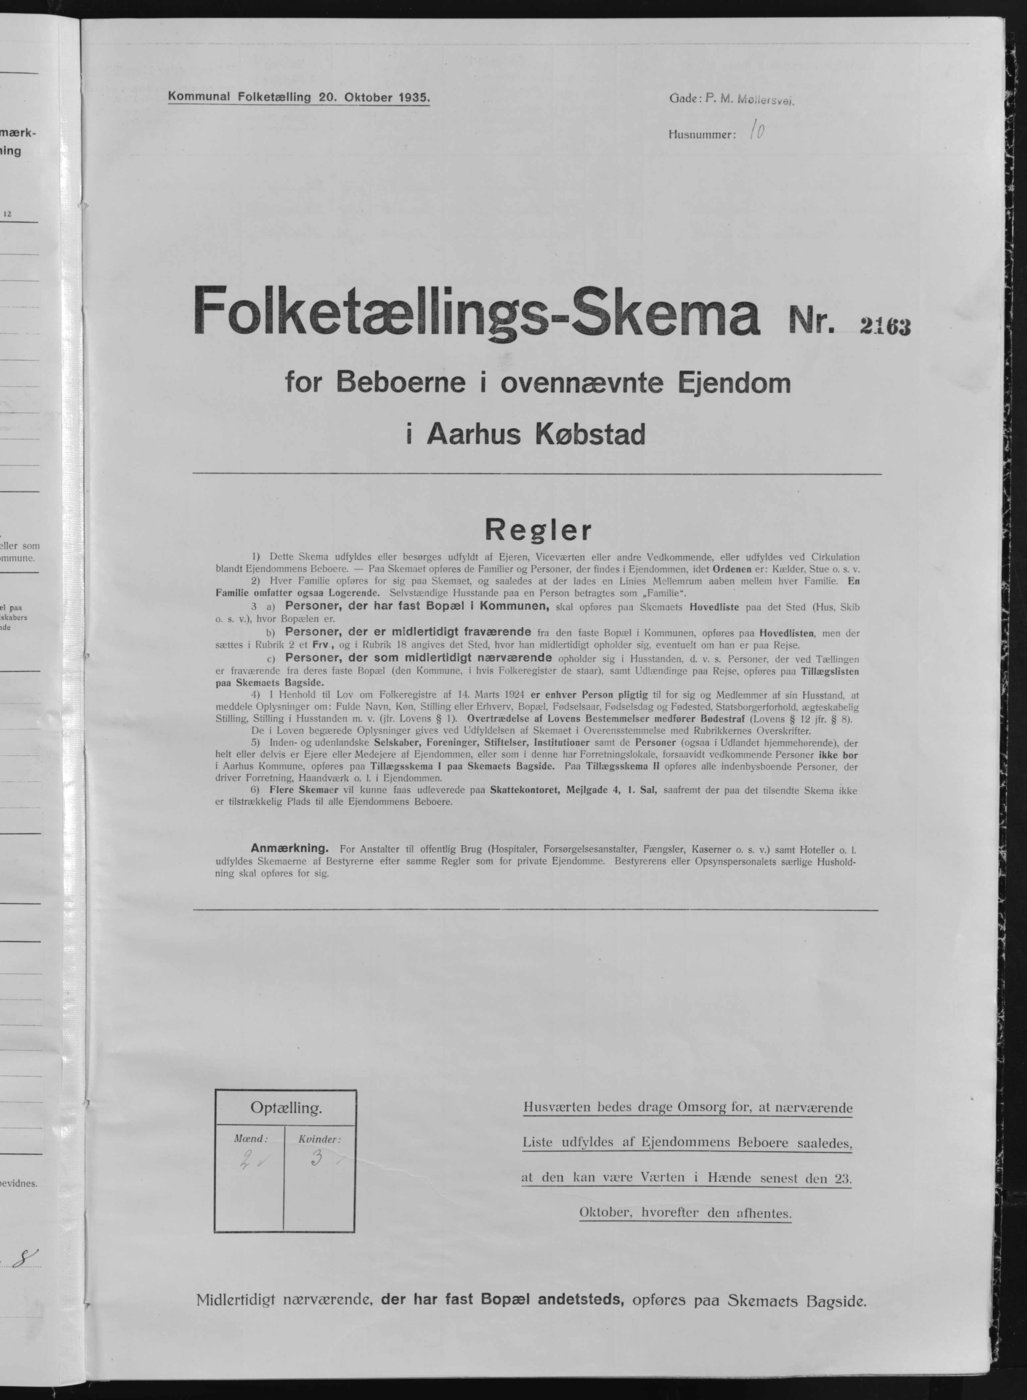 mærk-
ning
12
eller som
ommune.
el paa
skabers
nde
bevidnes.
8
Kommunal Folketælling 20. Oktober 1935.
Gade: P. M. Møllersvej.
Husnummer: 10
Folketællings-Skema Nr. 2163
for Beboerne i ovennævnte Ejendom
i Aarhus Købstad
Regler
1) Dette Skema udfyldes eller besørges udfyldt af Ejeren, Viceværten eller andre Vedkommende, eller udfyldes ved Cirkulation
blandt Ejendommens Beboere. — Paa Skemaet opføres de Familier og Personer, der findes i Ejendommen, idet Ordenen er: Kælder, Stue o. s. v.
2) Hver Familie opføres for sig paa Skemaet, og saaledes at der lades en Linies Mellemrum aaben mellem hver Familie. En
Familie omfatter ogsaa Logerende. Selvstændige Husstande paa en Person betragtes som „Familie“.
3 a) Personer, der har fast Bopæl i Kommunen, skal opføres paa Skemaets Hovedliste paa det Sted (Hus, Skib
o. s. v.), hvor Bopælen er.
b) Personer, der er midlertidigt fraværende fra den faste Bopæl i Kommunen, opføres paa Hovedlisten, men der
sættes i Rubrik 2 et Frv., og i Rubrik 18 angives det Sted, hvor han midlertidigt opholder sig, eventuelt om han er paa Rejse.
c) Personer, der som midlertidigt nærværende opholder sig i Husstanden, d. v. s. Personer, der ved Tællingen
er fraværende fra deres faste Bopæl (den Kommune, i hvis Folkeregister de staar), samt Udlændinge paa Rejse, opføres paa Tillægslisten
paa Skemaets Bagside.
4) I Henhold til Lov om Folkeregistre af 14. Marts 1924 er enhver Person pligtig til for sig og Medlemmer af sin Husstand, at
meddele Oplysninger om: Fulde Navn, Køn, Stilling eller Erhverv, Bopæl, Fødselsaar, Fødselsdag og Fødested, Statsborgerforhold, ægteskabelig
Stilling, Stilling i Husstanden m. v. (jfr. Lovens § 1). Overtrædelse af Lovens Bestemmelser medfører Bødestraf (Lovens § 12 jfr. § 8).
De i Loven begærede Oplysninger gives ved Udfyldelsen af Skemaet i Overensstemmelse med Rubrikkernes Overskrifter.
5) Inden- og udenlandske Selskaber, Foreninger, Stiftelser, Institutioner samt de Personer (ogsaa i Udlandet hjemmehørende), der
helt eller delvis er Ejere eller Medejere af Ejendommen, eller som i denne har Forretningslokale, forsaavidt vedkommende Personer ikke bor
i Aarhus Kommune, opføres paa Tillægsskema I paa Skemaets Bagside. Paa Tillægsskema II opføres alle indenbysboende Personer, der
driver Forretning, Haandværk o. l. i Ejendommen.
6) Flere Skemaer vil kunne faas udleverede paa Skattekontoret, Mejlgade 4, 1. Sal, saafremt der paa det tilsendte Skema ikke
er tilstrækkelig Plads til alle Ejendommens Beboere.
Anmærkning. For Anstalter til offentlig Brug (Hospitaler, Forsørgelsesanstalter, Fængsler, Kaserner o. s. v.) samt Hoteller o. l.
udfyldes Skemaerne af Bestyrerne efter samme Regler som for private Ejendomme. Bestyrerens eller Opsynspersonalets særlige Hushold-
ning skal opføres for sig.
Optælling.
Mænd: Kvinder:
2 3
Husværten bedes drage Omsorg for, at nærværende
Liste udfyldes af Ejendommens Beboere saaledes,
at den kan være Værten i Hænde senest den 23.
Oktober, hvorefter den afhentes.
Midlertidigt nærværende, der har fast Bopæl andetsteds, opføres paa Skemaets Bagside.